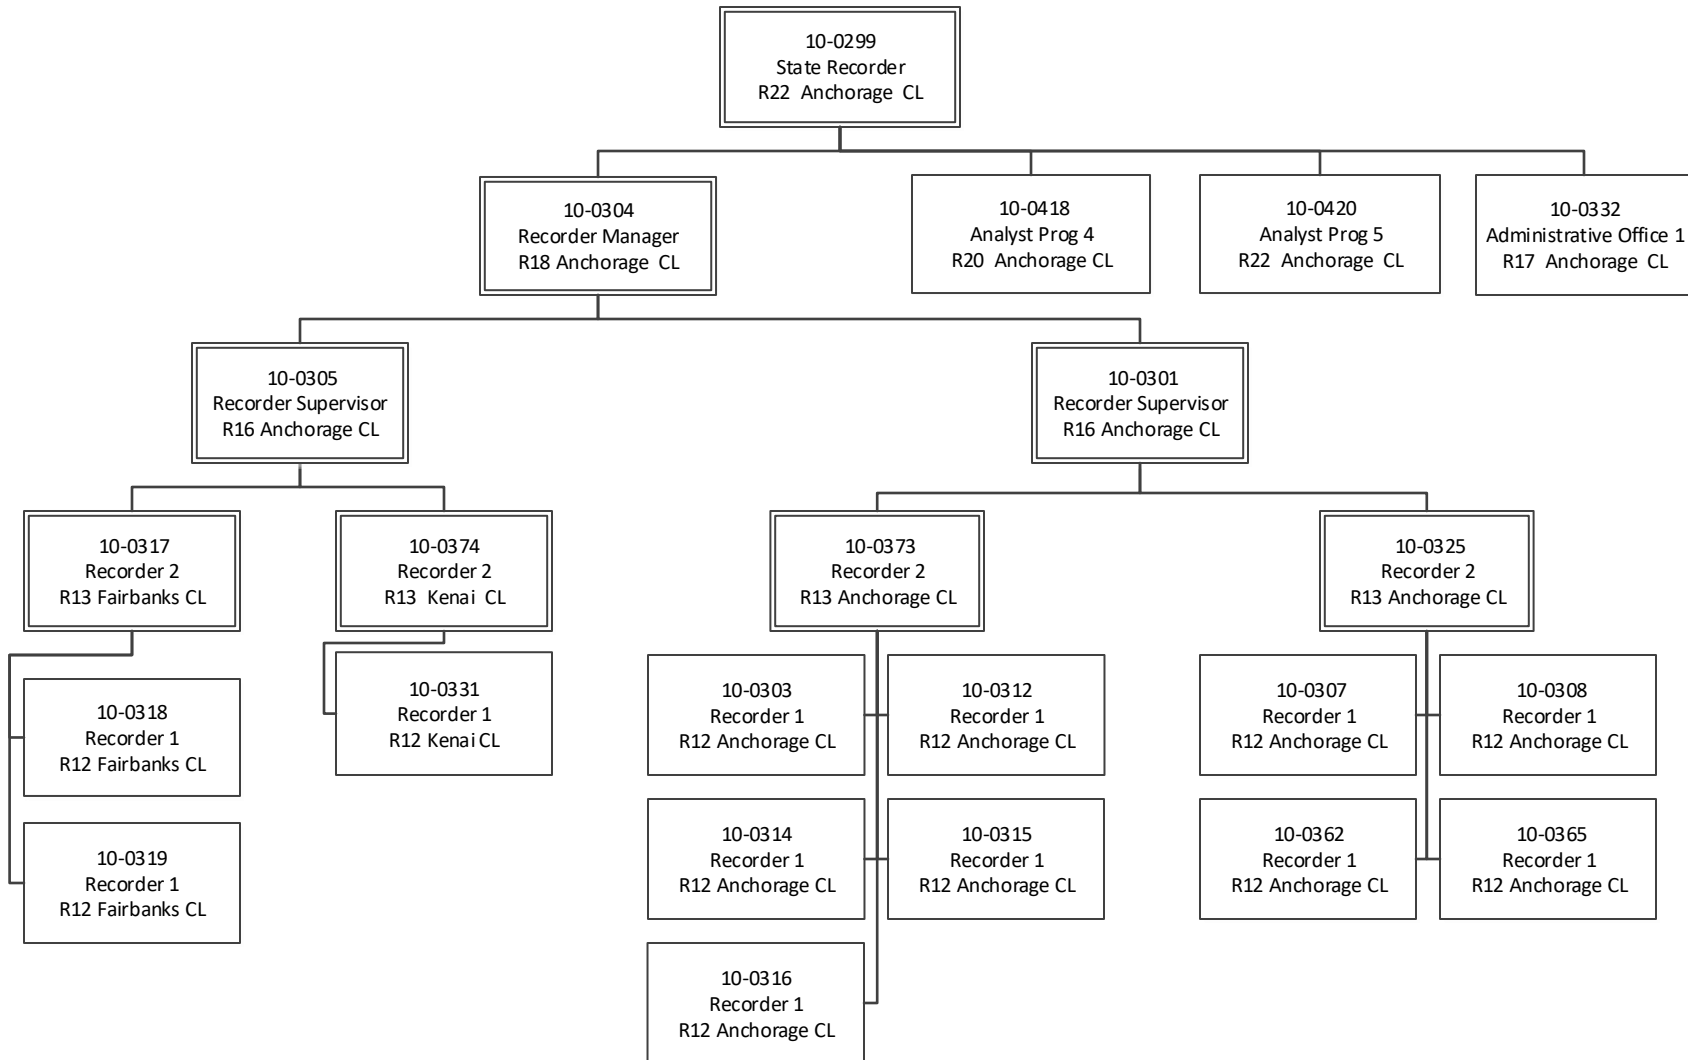 10-0299
State Recorder
R22 Anchorage CL
10-0304
Recorder Manager
R18 Anchorage CL
10-0418
Analyst Prog 4
R20 Anchorage CL
10-0420
Analyst Prog 5
R22 Anchorage CL
10-0332
Administrative Office 1
R17 Anchorage CL
10-0305
Recorder Supervisor
R16 Anchorage CL
10-0301
Recorder Supervisor
R16 Anchorage CL
10-0317
Recorder 2
R13 Fairbanks CL
10-0374
Recorder 2
R13 Kenai CL
10-0373
Recorder 2
R13 Anchorage CL
10-0325
Recorder 2
R13 Anchorage CL
10-0318
Recorder 1
R12 Fairbanks CL
10-0331
Recorder 1
R12 Kenai CL
10-0303
Recorder 1
R12 Anchorage CL
10-0312
Recorder 1
R12 Anchorage CL
10-0307
Recorder 1
R12 Anchorage CL
10-0308
Recorder 1
R12 Anchorage CL
10-0319
Recorder 1
R12 Fairbanks CL
10-0314
Recorder 1
R12 Anchorage CL
10-0315
Recorder 1
R12 Anchorage CL
10-0362
Recorder 1
R12 Anchorage CL
10-0365
Recorder 1
R12 Anchorage CL
10-0316
Recorder 1
R12 Anchorage CL